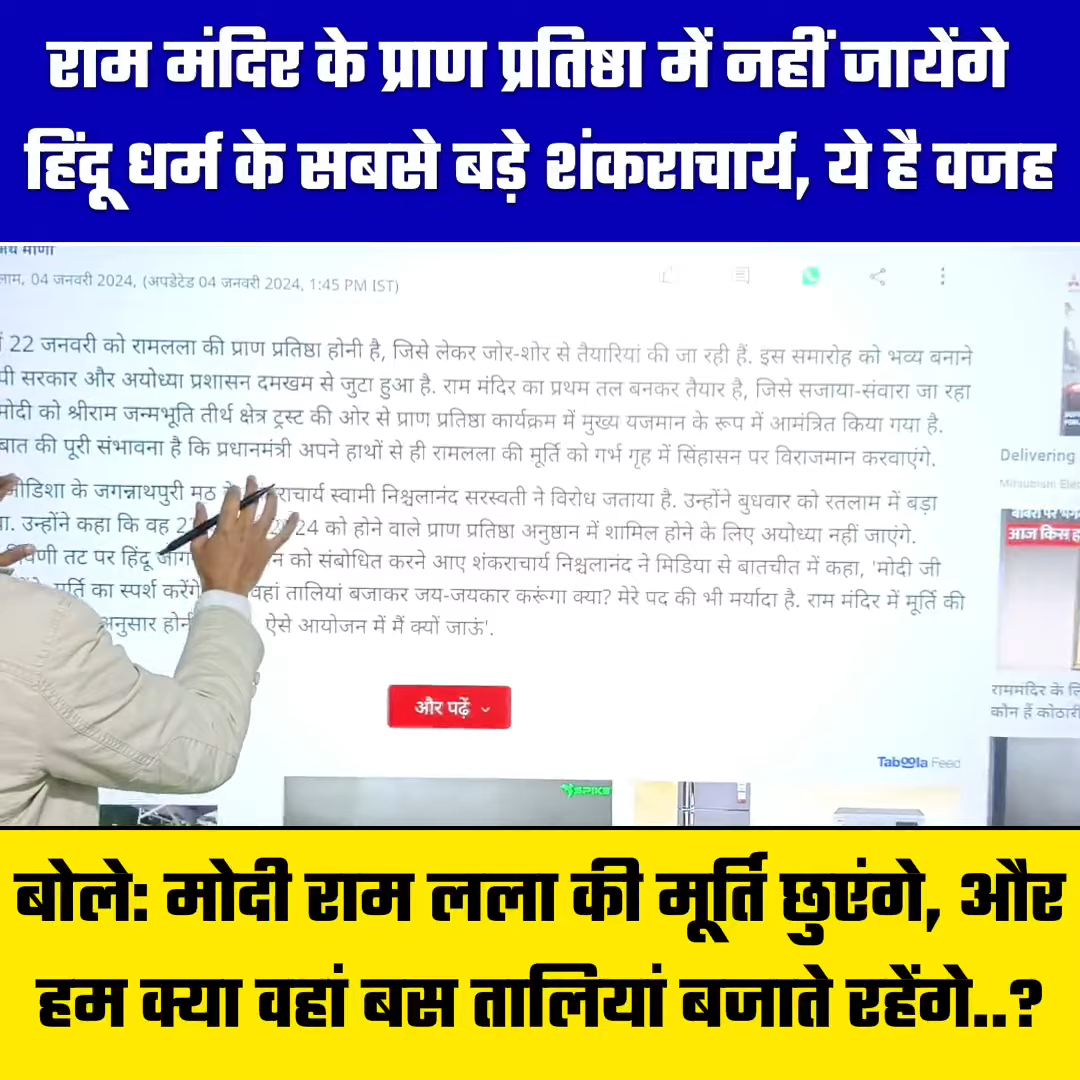 राम मंदिर के प्राण प्रतिष्ठा में नहीं जायेंगे
हिंदू धर्म के सबसे बड़े शंकराचार्य, ये है वजह
04 जनवरी 2024, (अपडेटेड 04 जनवरी 2024, 1:45 PM IST)
22 जनवरी को रामलला की प्राण प्रतिष्ठा होनी है, जिसे लेकर जोर-शोर से तैयारियां की जा रही हैं. इस समारोह को भव्य बनाने
पी सरकार और अयोध्या प्रशासन दमखम से जुटा हुआ है. राम मंदिर का प्रथम तल बनकर तैयार है, जिसे सजाया-संवारा जा रहा
मोदी को श्रीराम जन्मभूति तीर्थ क्षेत्र ट्रस्ट की ओर से प्राण प्रतिष्ठा कार्यक्रम में मुख्य यजमान के रूप में आमंत्रित किया गया है.
बात की पूरी संभावना है कि प्रधानमंत्री अपने हाथों से ही रामलला की मूर्ति को गर्भ गृह में सिंहासन पर विराजमान करवाएंगे.
Delivering
Mitsubishi Elec
ओडिशा के जगन्नाथपुरी मठ राचार्य स्वामी निश्चलानंद सरस्वती ने विरोध जताया है. उन्होंने बुधवार को रतलाम में बड़ा
ा. उन्होंने कहा कि वह 2 24 को होने वाले प्राण प्रतिष्ठा अनुष्ठान में शामिल होने के लिए अयोध्या नहीं जाएंगे.
आज किस ह
तट पर हिंदू जाग न को संबोधित करने आए शंकराचार्य निश्चलानंद ने मिडिया से बातचीत में कहा, 'मोदी जी
मूर्ति का स्पर्श करेंगे वहां तालियां बजाकर जय-जयकार करूंगा क्या? मेरे पद की भी मर्यादा है. राम मंदिर में मूर्ति की
अनुसार होनी ऐसे आयोजन में मैं क्यों जाऊं'.
राममंदिर के लि
कौन हैं कोठारी
और पढ़ें
Taboola Feed
SPIKE
बोले: मोदी राम लला की मूर्ति छुएंगे, और
हम क्या वहां बस तालियां बजाते रहेंगे..?